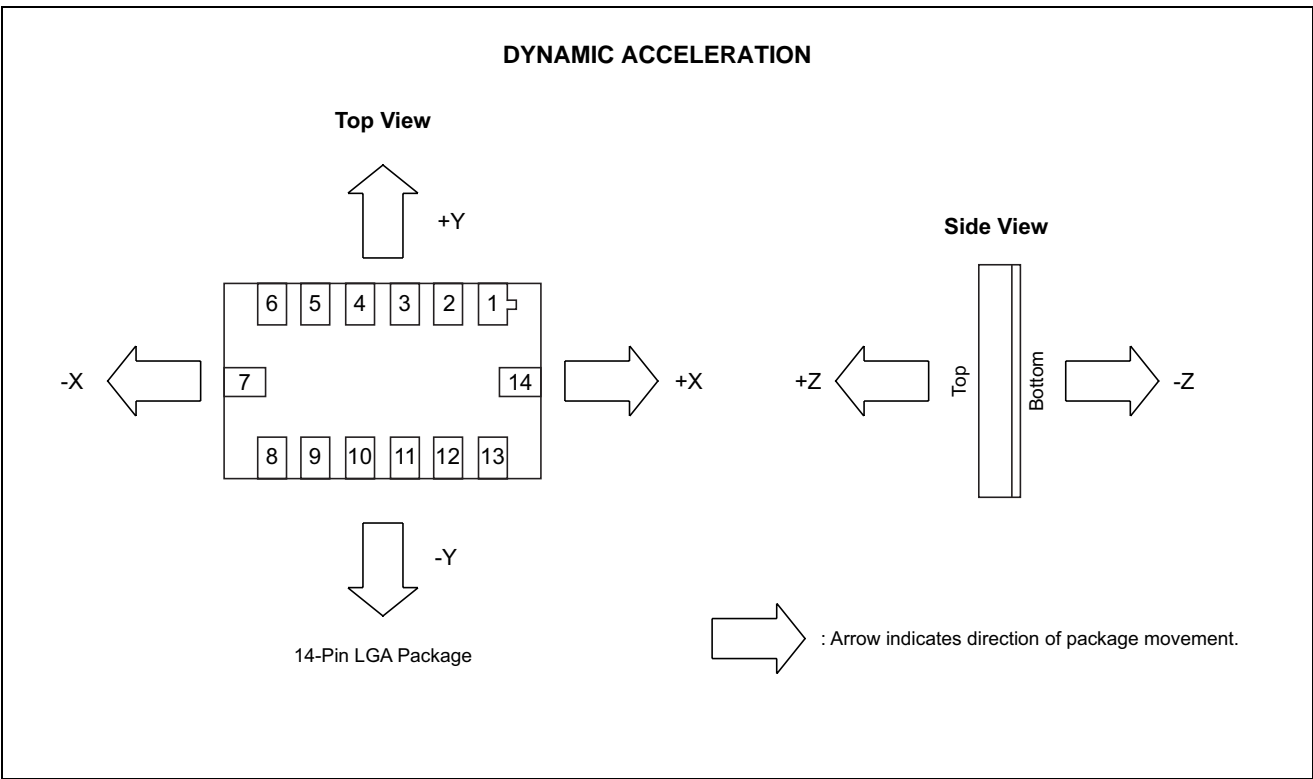 DYNAMIC ACCELERATION
Top View
+Y
Side View
6 5 4 3 2 1
-X
7
14
+X
+Z
Top
Bottom
-Z
8 9 10 11 12 13
-Y
14-Pin LGA Package
: Arrow indicates direction of package movement.